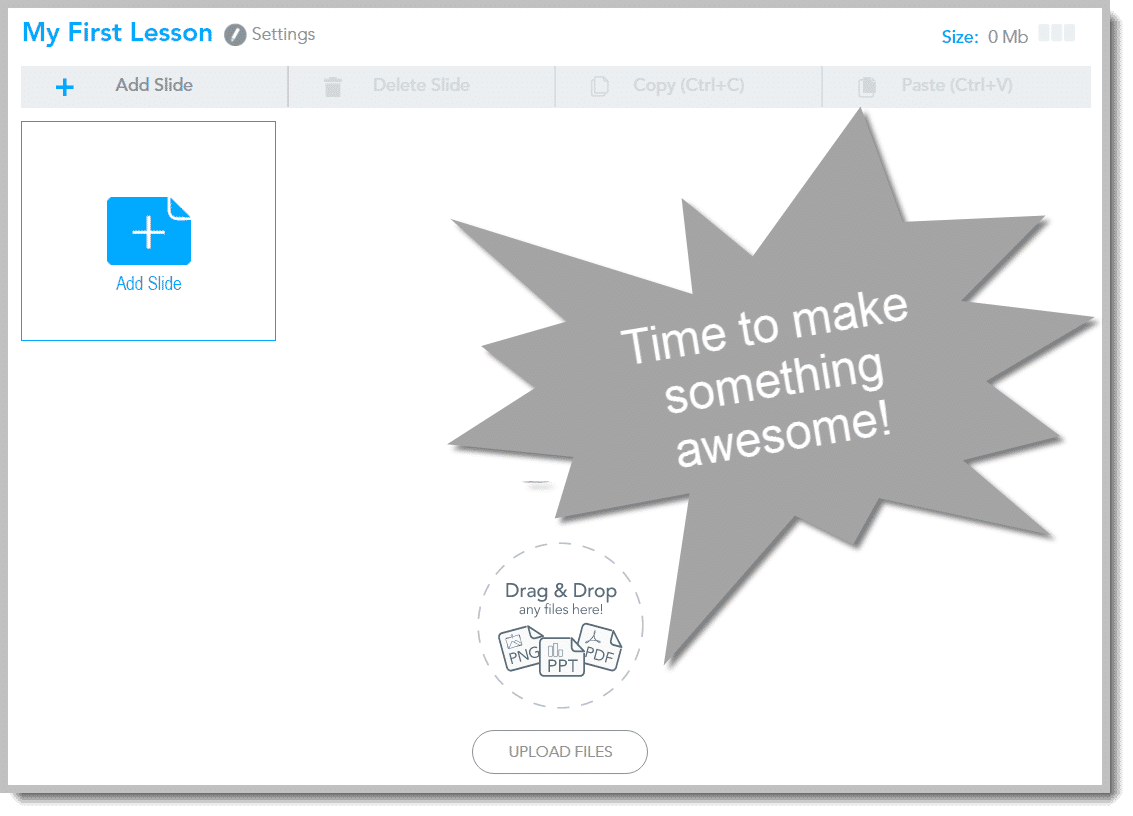 My First Lesson Settings
Size: 0 Mb
Add Slide Delete Slide Copy (Ctrl+C) Paste (Ctrl+V)
Add Slide
Time to make
something
awesome!
Drag & Drop
any files here!
PNG PPT PDF
UPLOAD FILES